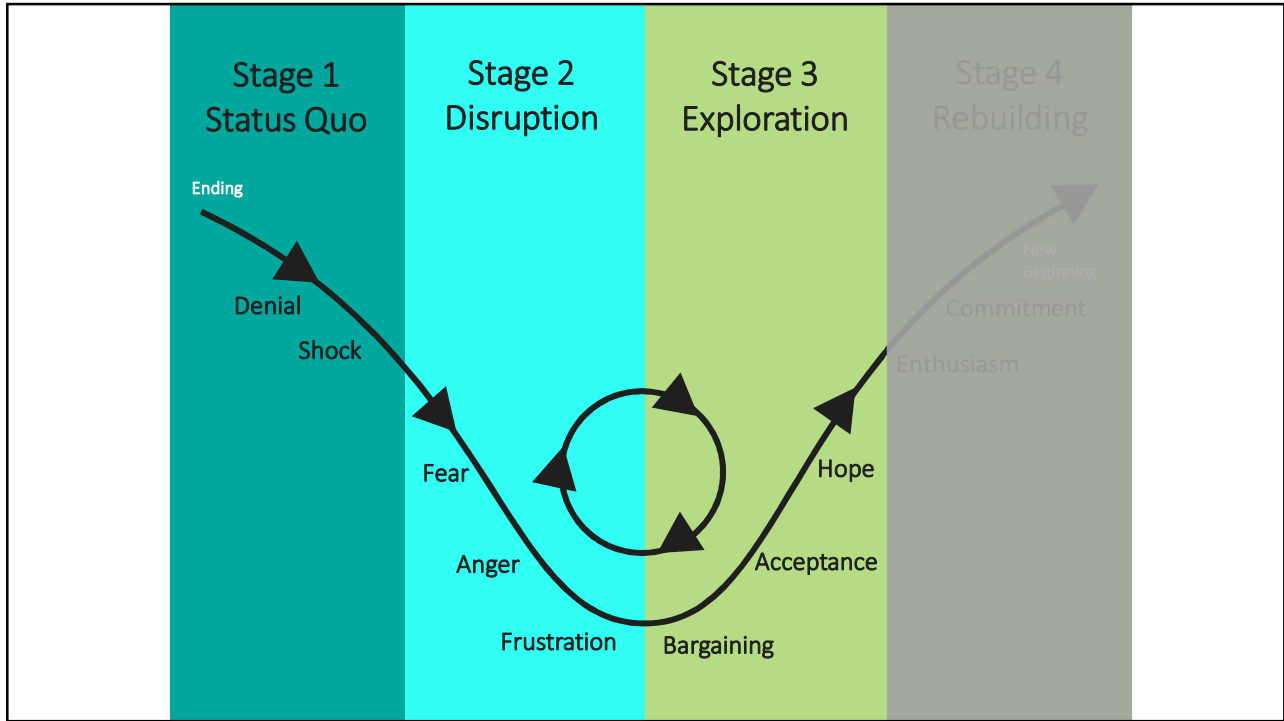 Stage 1
Status Quo
Stage 2
Disruption
Stage 3
Exploration
Stage 4
Rebuilding
Ending
Denial
Shock
Fear
Anger
Frustration
Bargaining
Acceptance
Hope
Enthusiasm
Commitment
New
Beginning